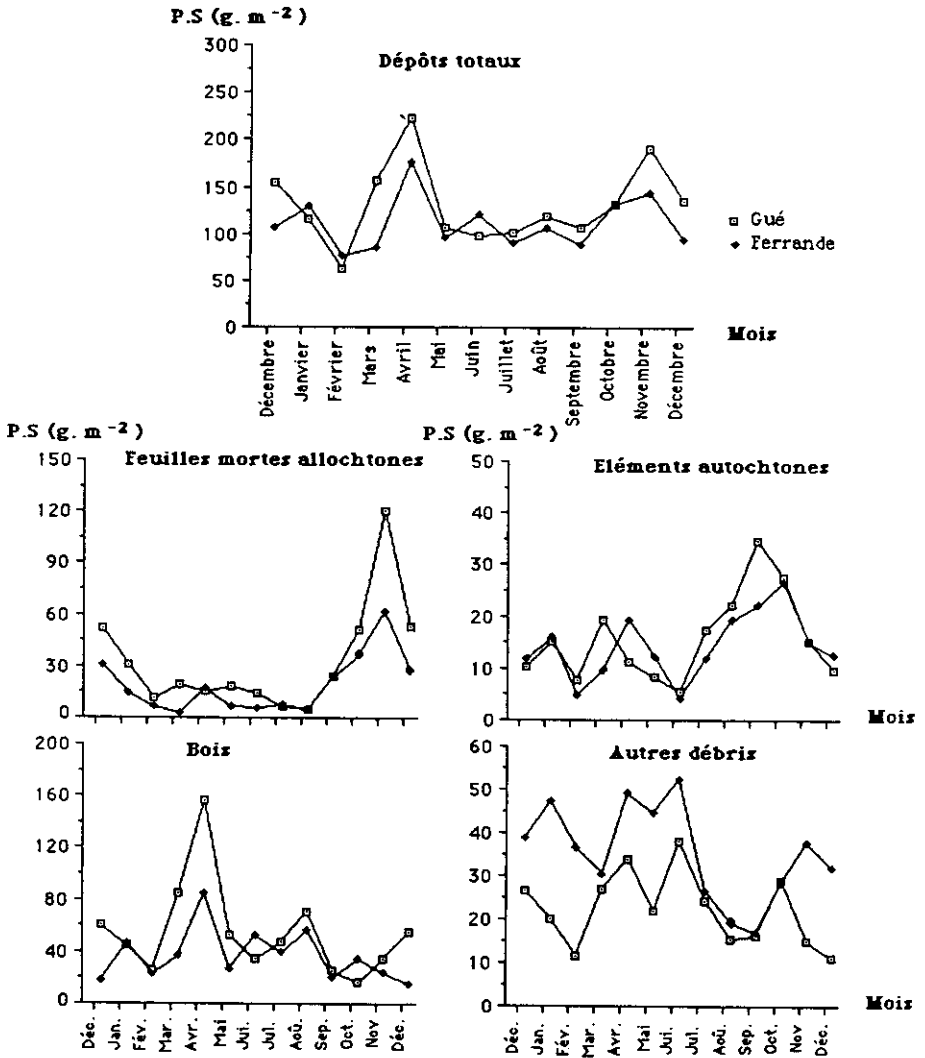 P.S (g. m⁻²)
Dépôts totaux
300
250
200
150
100
50
0
Gué
Ferrande
Mois
Décembre
Janvier
Février
Mars
Avril
Mai
Juin
Juillet
Août
Septembre
Octobre
Novembre
Décembre
P.S (g. m⁻²)
Feuilles mortes allochtones
150
120
90
60
30
0
P.S (g. m⁻²)
Eléments autochtones
50
40
30
20
10
0
Mois
Bois
200
160
120
80
40
0
Déc.
Jan.
Fév.
Mar.
Avr.
Mai
Jui.
Jul.
Aoû.
Sep.
Oct.
Nov
Déc.
Autres débris
60
50
40
30
20
10
0
Mois
Déc.
Jan.
Fév.
Mar.
Avr.
Mai
Jui.
Jul.
Aoû.
Sep.
Oct.
Nov
Déc.